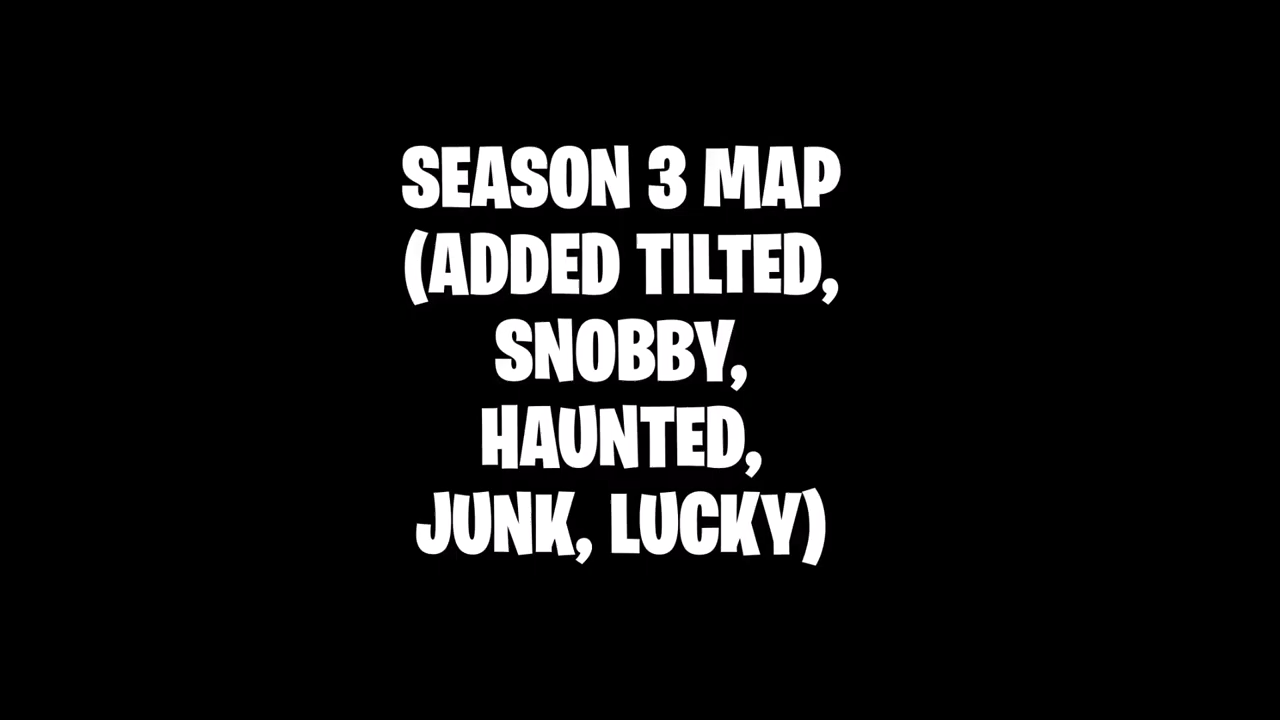 SEASON 3 MAP
(ADDED TILTED,
SNOBBY,
HAUNTED,
JUNK, LUCKY)